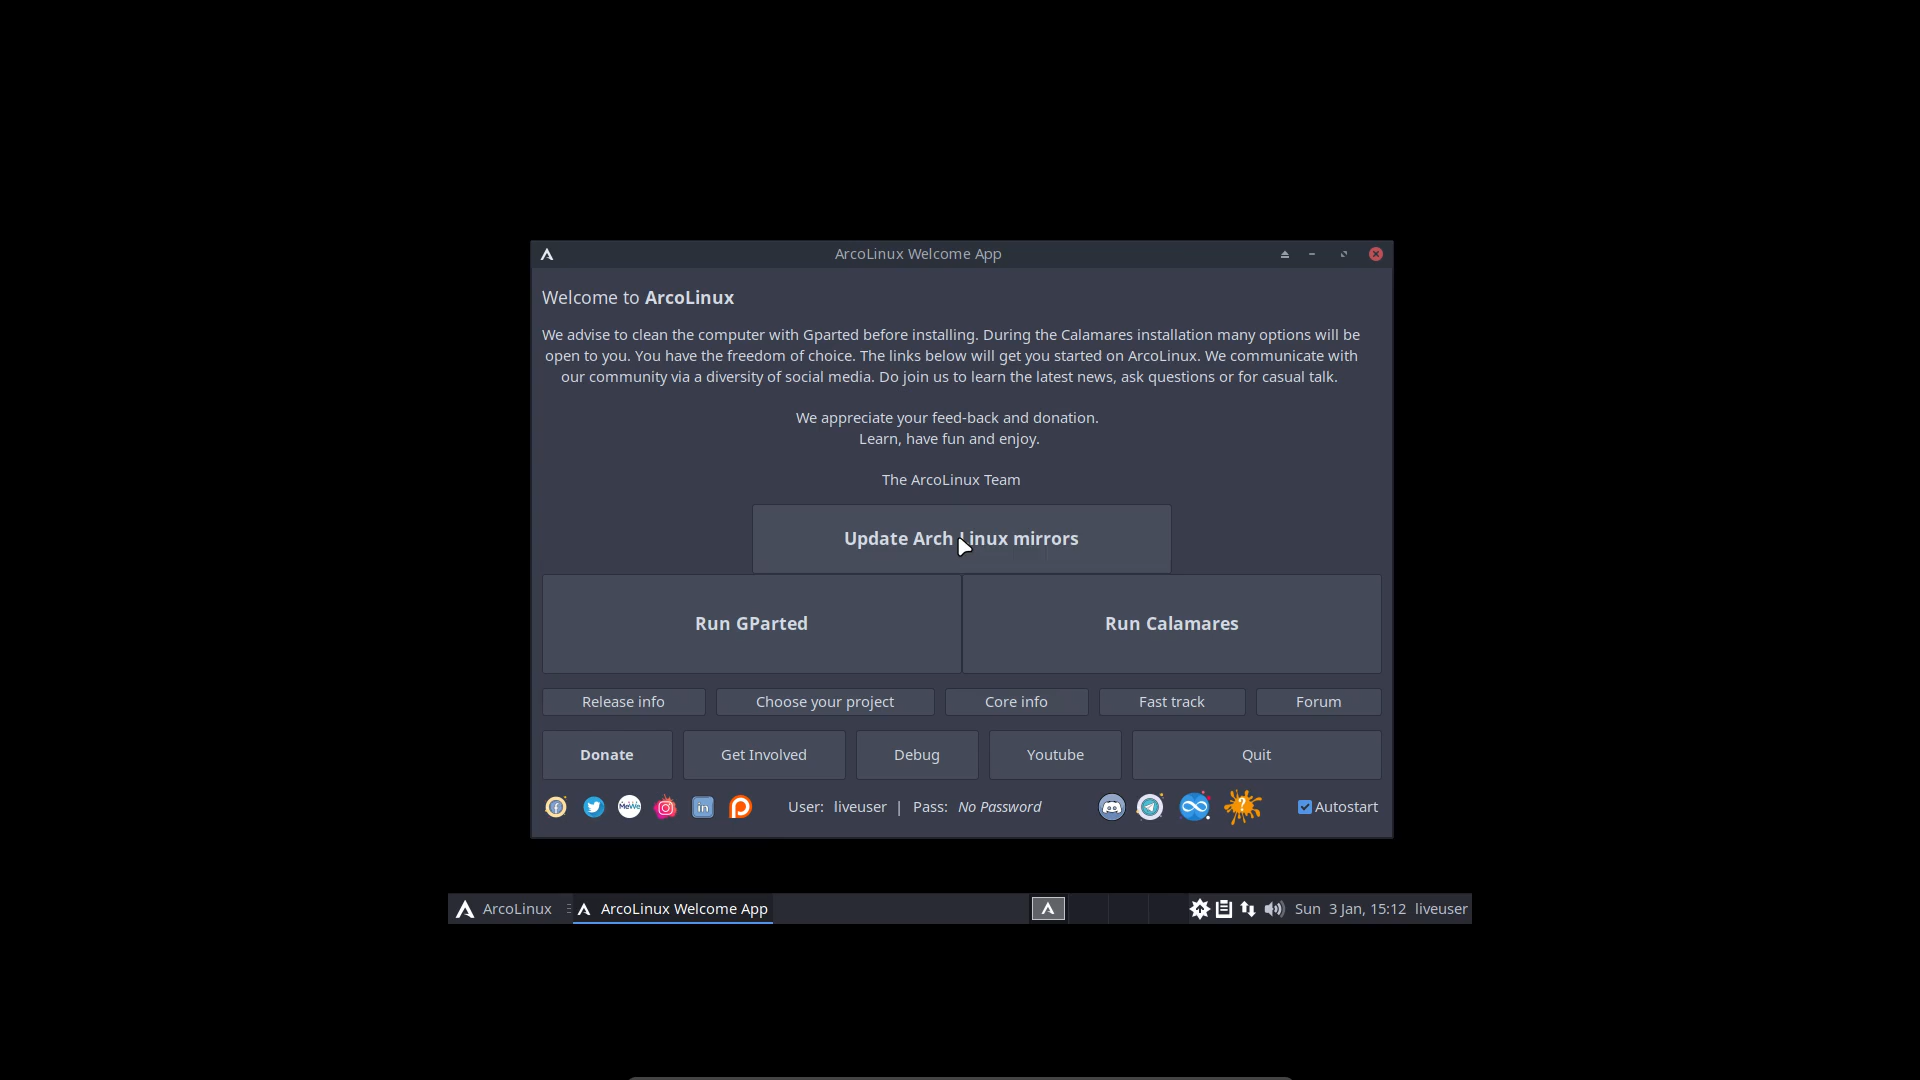 ArcoLinux Welcome App
Welcome to ArcoLinux
We advise to clean the computer with Gparted before installing. During the Calamares installation many options will be
open to you. You have the freedom of choice. The links below will get you started on ArcoLinux. We communicate with
our community via a diversity of social media. Do join us to learn the latest news, ask questions or for casual talk.
We appreciate your feed-back and donation.
Learn, have fun and enjoy.
The ArcoLinux Team
Update Arch Linux mirrors
Run GParted Run Calamares
Release info Choose your project Core info Fast track Forum
Donate Get Involved Debug Youtube Quit
MeWe in User: liveuser | Pass: No Password ? Autostart
ArcoLinux ArcoLinux Welcome App Sun 3 Jan, 15:12 liveuser